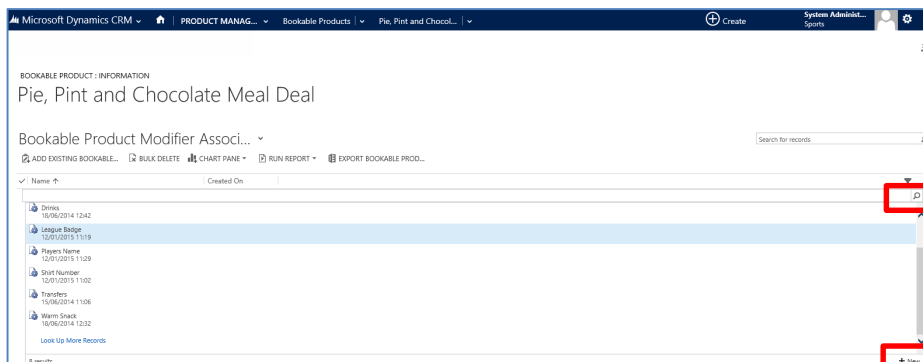 Microsoft Dynamics CRM PRODUCT MANAG... Bookable Products Pie, Pint and Chocol... Create System Administ...
Sports
BOOKABLE PRODUCT : INFORMATION
Pie, Pint and Chocolate Meal Deal
Bookable Product Modifier Associ...
Search for records
ADD EXISTING BOOKABLE... BULK DELETE CHART PANE RUN REPORT EXPORT BOOKABLE PROD...
Name Created On
Drinks
18/06/2014 12:42
League Badge
12/01/2015 11:19
Players Name
12/01/2015 11:29
Shirt Number
12/01/2015 11:02
Transfers
15/06/2014 11:06
Warm Snack
18/06/2014 12:32
Look Up More Records
8 results + New